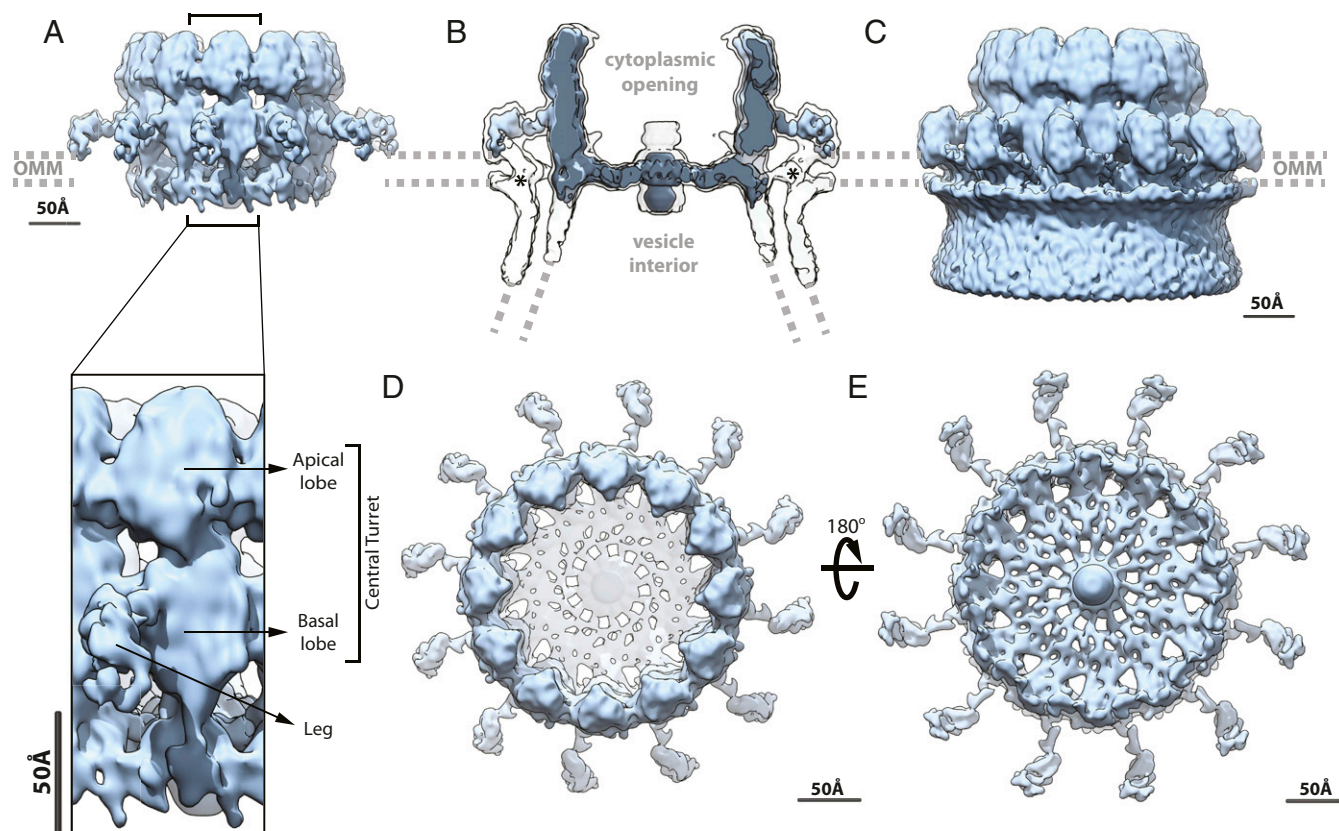 A
OMM
50Å
B
cytoplasmic
opening
*
*
vesicle
interior
C
OMM
50Å
Apical
lobe
Central Turret
Basal
lobe
Leg
50Å
D
50Å
180°
E
50Å